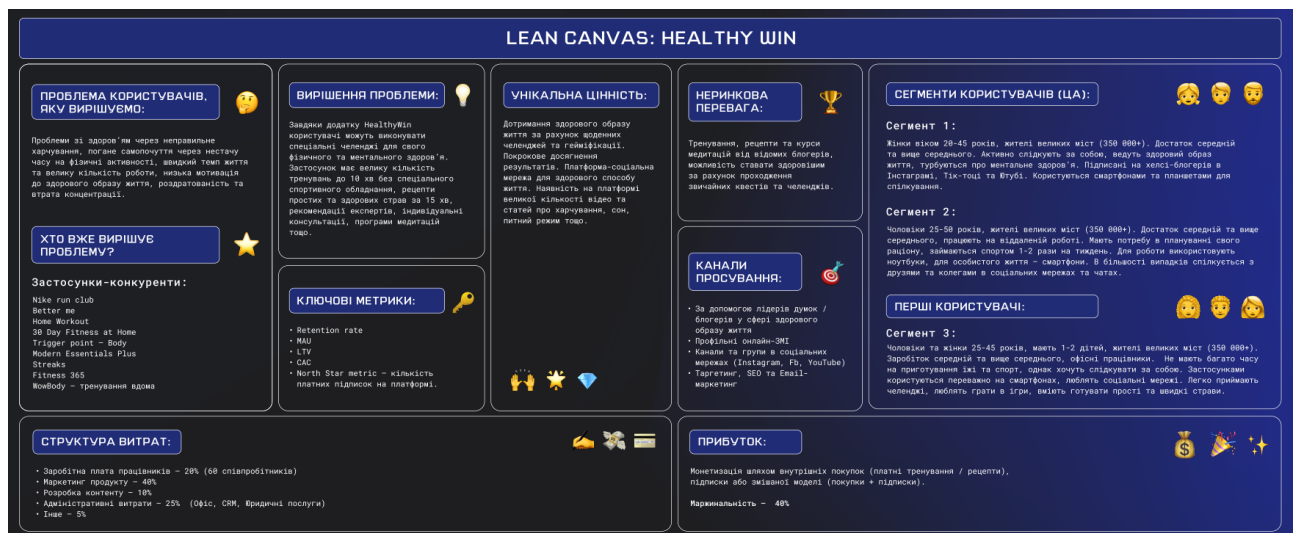 LEAN CANVAS: HEALTHY WIN
ПРОБЛЕМА КОРИСТУВАЧІВ,
ЯКУ ВИРІШУЄМО:
Проблеми зі здоров'ям через неправильне
харчування, погане самопочуття через нестачу
часу на фізичні активності, швидкий темп життя
та велику кількість роботи, низька мотивація
до здорового образу життя, роздратованість та
втрата концентрації.
ХТО ВЖЕ ВИРІШУЄ
ПРОБЛЕМУ?
Застосунки-конкуренти:
Nike run club
Better me
Home Workout
30 Day Fitness at Home
Trigger point – Body
Modern Essentials Plus
Streaks
Fitness 365
WowBody – тренування вдома
ВИРІШЕННЯ ПРОБЛЕМИ:
Завдяки додатку HealthyWin
користувачі можуть виконувати
спеціальні челенджі для свого
фізичного та ментального здоров'я.
Застосунок має велику кількість
тренувань до 10 хв без спеціального
спортивного обладнання, рецепти
простих та здорових страв за 15 хв,
рекомендації експертів, індивідуальні
консультації, програми медитацій
тощо.
КЛЮЧОВІ МЕТРИКИ:
• Retention rate
• MAU
• LTV
• CAC
• North Star metric – кількість
платних підписок на платформі.
УНІКАЛЬНА ЦІННІСТЬ:
Дотримання здорового образу
життя за рахунок щоденних
челенджів та гейміфікації.
Покрокове досягнення
результатів. Платформа-соціальна
мережа для здорового способу
життя. Наявність на платформі
великої кількості відео та
статей про харчування, сон,
питний режим тощо.
НЕРИНКОВА
ПЕРЕВАГА:
Тренування, рецепти та курси
медитацій від відомих блогерів,
можливість ставати здоровішим
за рахунок проходження
звичайних квестів та челенджів.
КАНАЛИ
ПРОСУВАННЯ:
• За допомогою лідерів думок /
блогерів у сфері здорового
образу життя
• Профільні онлайн-ЗМІ
• Канали та групи в соціальних
мережах (Instagram, Fb, YouTube)
• Таргетинг, SEO та Email-
маркетинг
СЕГМЕНТИ КОРИСТУВАЧІВ (ЦА):
Сегмент 1:
Жінки віком 20-45 років, жителі великих міст (350 000+). Достаток середній
та вище середнього. Активно слідкують за собою, ведуть здоровий образ
життя, турбуються про ментальне здоров'я. Підписані на хелсі-блогерів в
Інстаграмі, Тік-тоці та Ютубі. Користуються смартфонами та планшетами для
спілкування.
Сегмент 2:
Чоловіки 25-50 років, жителі великих міст (350 000+). Достаток середній та вище
середнього, працюють на віддаленій роботі. Мають потребу в плануванні свого
раціону, займаються спортом 1-2 рази на тиждень. Для роботи використовують
ноутбуки, для особистого життя – смартфони. В більшості випадків спілкується з
друзями та колегами в соціальних мережах та чатах.
ПЕРШІ КОРИСТУВАЧІ:
Сегмент 3:
Чоловіки та жінки 25-45 років, мають 1-2 дітей, жителі великих міст (350 000+).
Заробіток середній та вище середнього, офісні працівники. Не мають багато часу
на приготування їжі та спорт, однак хочуть слідкувати за собою. Застосунками
користуються переважно на смартфонах, люблять соціальні мережі. Легко приймають
челенджі, люблять грати в ігри, вміють готувати прості та швидкі страви.
СТРУКТУРА ВИТРАТ:
• Заробітна плата працівників – 20% (60 співпробітників)
• Маркетинг продукту – 40%
• Розробка контенту – 10%
• Адміністративні витрати – 25% (Офіс, CRM, Юридичні послуги)
• Інше – 5%
ПРИБУТОК:
Монетизація шляхом внутрішніх покупок (платні тренування / рецепти),
підписки або змішаної моделі (покупки + підписки).
Маржинальність – 40%